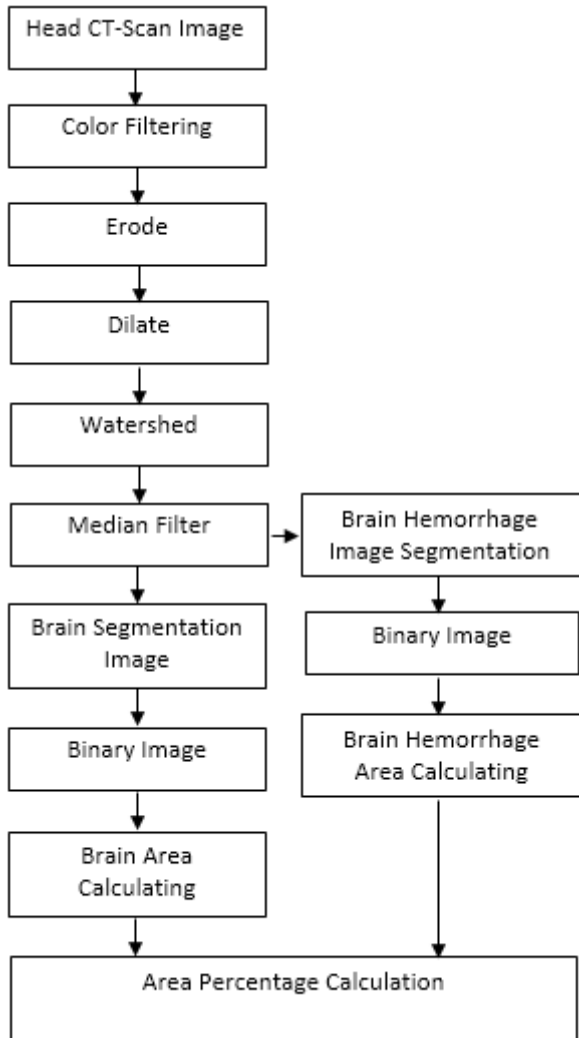 Head CT-Scan Image
Color Filtering
Erode
Dilate
Watershed
Median Filter
Brain Hemorrhage
Image Segmentation
Brain Segmentation
Image
Binary Image
Binary Image
Brain Hemorrhage
Area Calculating
Brain Area
Calculating
Area Percentage Calculation